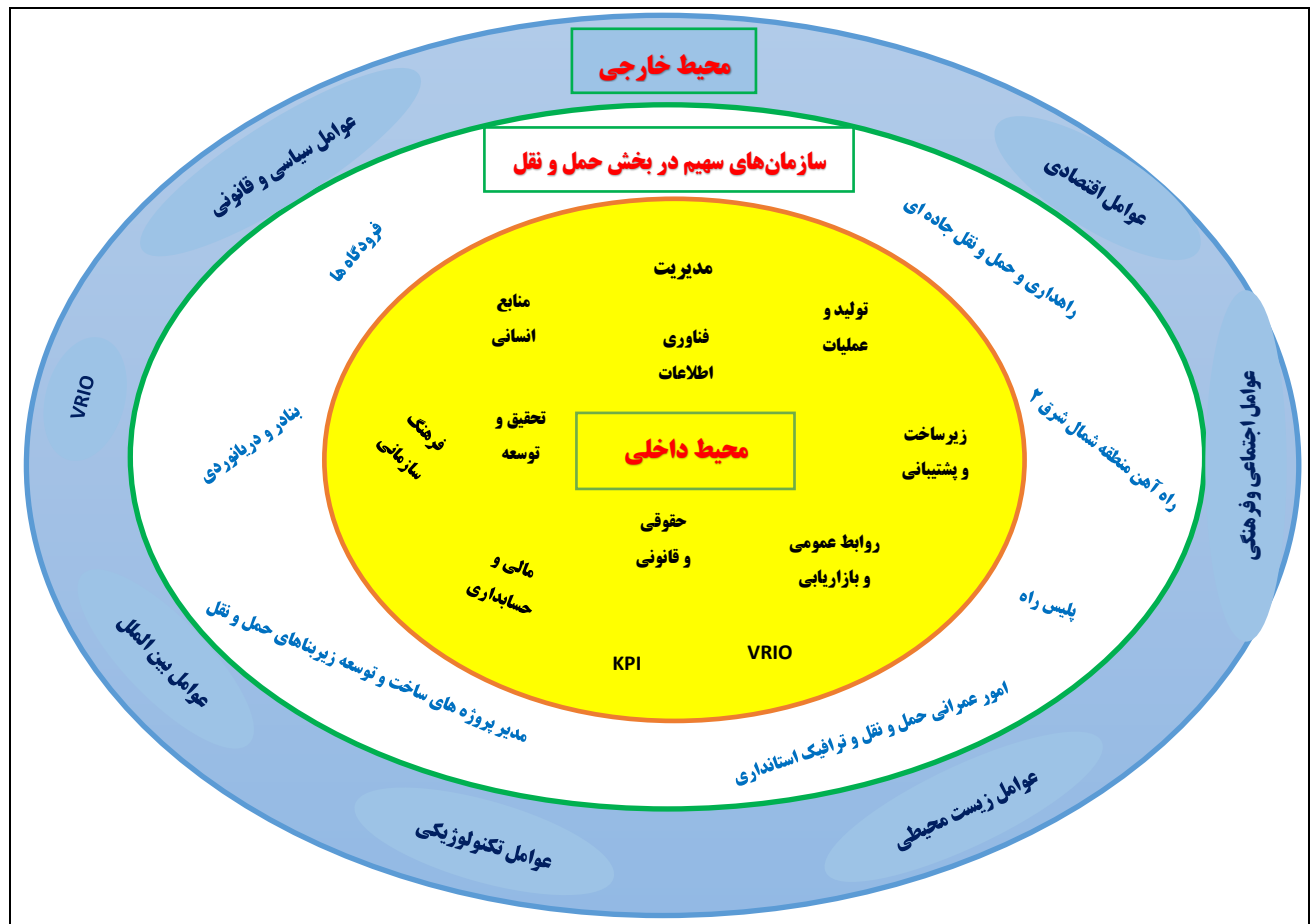 محیط خارجی
عوامل سیاسی و قانونی
عوامل اقتصادی
سازمان‌های سهیم در بخش حمل و نقل
راهداری و حمل و نقل جاده ای
فرودگاه ها
مدیریت
منابع
انسانی
تولید و
عملیات
فناوری
اطلاعات
عوامل اجتماعی وفرهنگی
VRIO
راه آهن منطقه شمال شرق ۲
بنادر و دریانوردی
فرهنگ
سازمانی
تحقیق و
توسعه
محیط داخلی
زیرساخت
و پشتیبانی
حقوقی
و قانونی
روابط عمومی
و بازاریابی
مالی و
حسابداری
پلیس راه
VRIO
KPI
مدیر پروژه های ساخت و توسعه زیربناهای حمل و نقل
امور عمرانی حمل و نقل و ترافیک استانداری
عوامل بین الملل
عوامل تکنولوژیکی
عوامل زیست محیطی